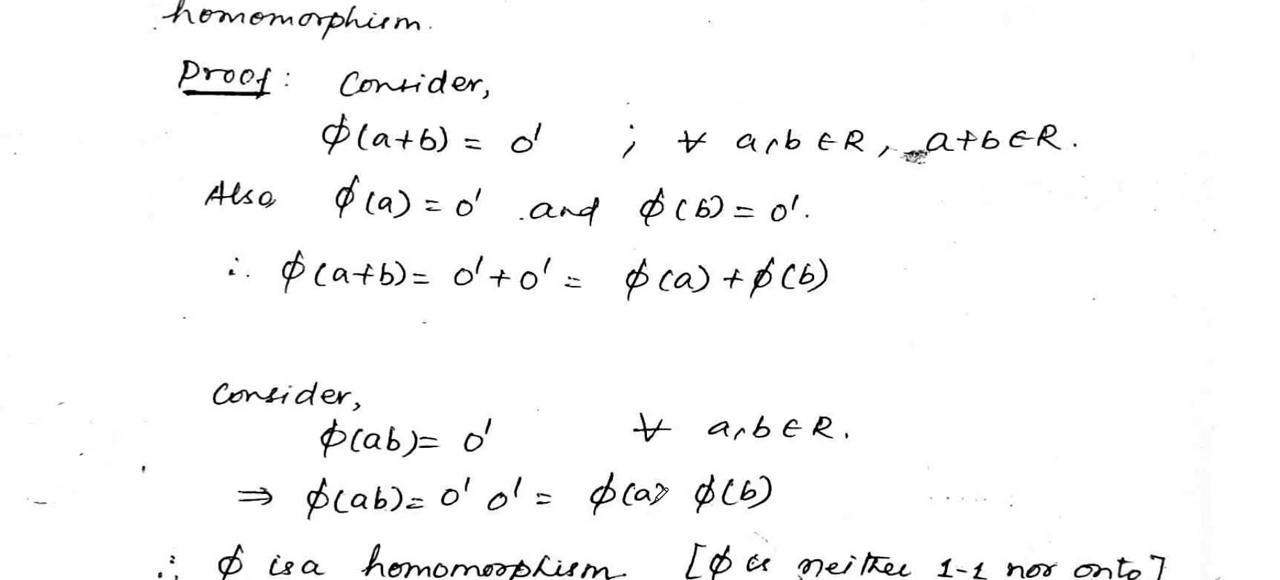 homomorphism.
Proof: Consider,
ϕ(a+b) = 0' ; ∀ a,b ∈ R, a+b ∈ R.
Also ϕ(a) = 0' and ϕ(b) = 0'.
∴ ϕ(a+b) = 0'+0' = ϕ(a) + ϕ(b)
Consider,
ϕ(ab) = 0' ∀ a,b ∈ R.
⇒ ϕ(ab) = 0' 0' = ϕ(a) ϕ(b)
∴ ϕ is a homomorphism [ϕ is neither 1-1 nor onto]